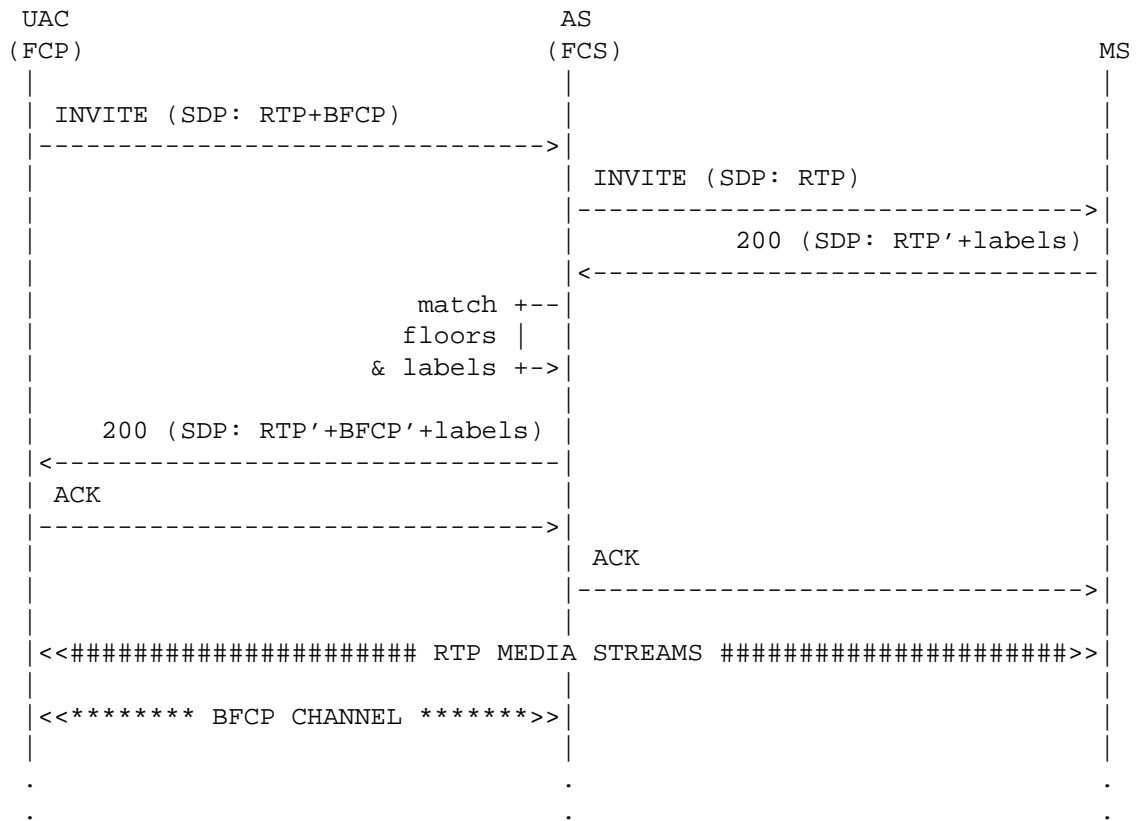 UAC AS
(FCP) (FCS) MS
INVITE (SDP: RTP+BFCP)
INVITE (SDP: RTP)
200 (SDP: RTP'+labels)
match
floors
& labels
200 (SDP: RTP'+BFCP'+labels)
ACK
ACK
RTP MEDIA STREAMS
BFCP CHANNEL